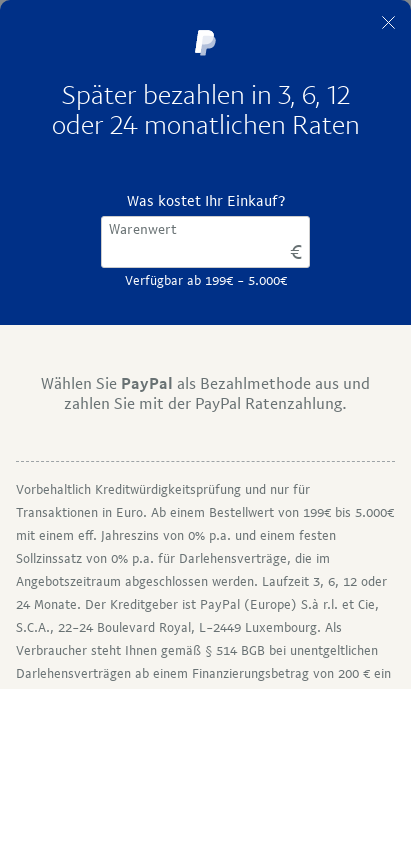 Später bezahlen in 3, 6, 12
oder 24 monatlichen Raten
Was kostet Ihr Einkauf?
Warenwert
€
Verfügbar ab 199€ - 5.000€
Wählen Sie PayPal als Bezahlmethode aus und
zahlen Sie mit der PayPal Ratenzahlung.
Vorbehaltlich Kreditwürdigkeitsprüfung und nur für
Transaktionen in Euro. Ab einem Bestellwert von 199€ bis 5.000€
mit einem eff. Jahreszins von 0% p.a. und einem festen
Sollzinssatz von 0% p.a. für Darlehensverträge, die im
Angebotszeitraum abgeschlossen werden. Laufzeit 3, 6, 12 oder
24 Monate. Der Kreditgeber ist PayPal (Europe) S.à r.l. et Cie,
S.C.A., 22-24 Boulevard Royal, L-2449 Luxembourg. Als
Verbraucher steht Ihnen gemäß § 514 BGB bei unentgeltlichen
Darlehensverträgen ab einem Finanzierungsbetrag von 200 € ein